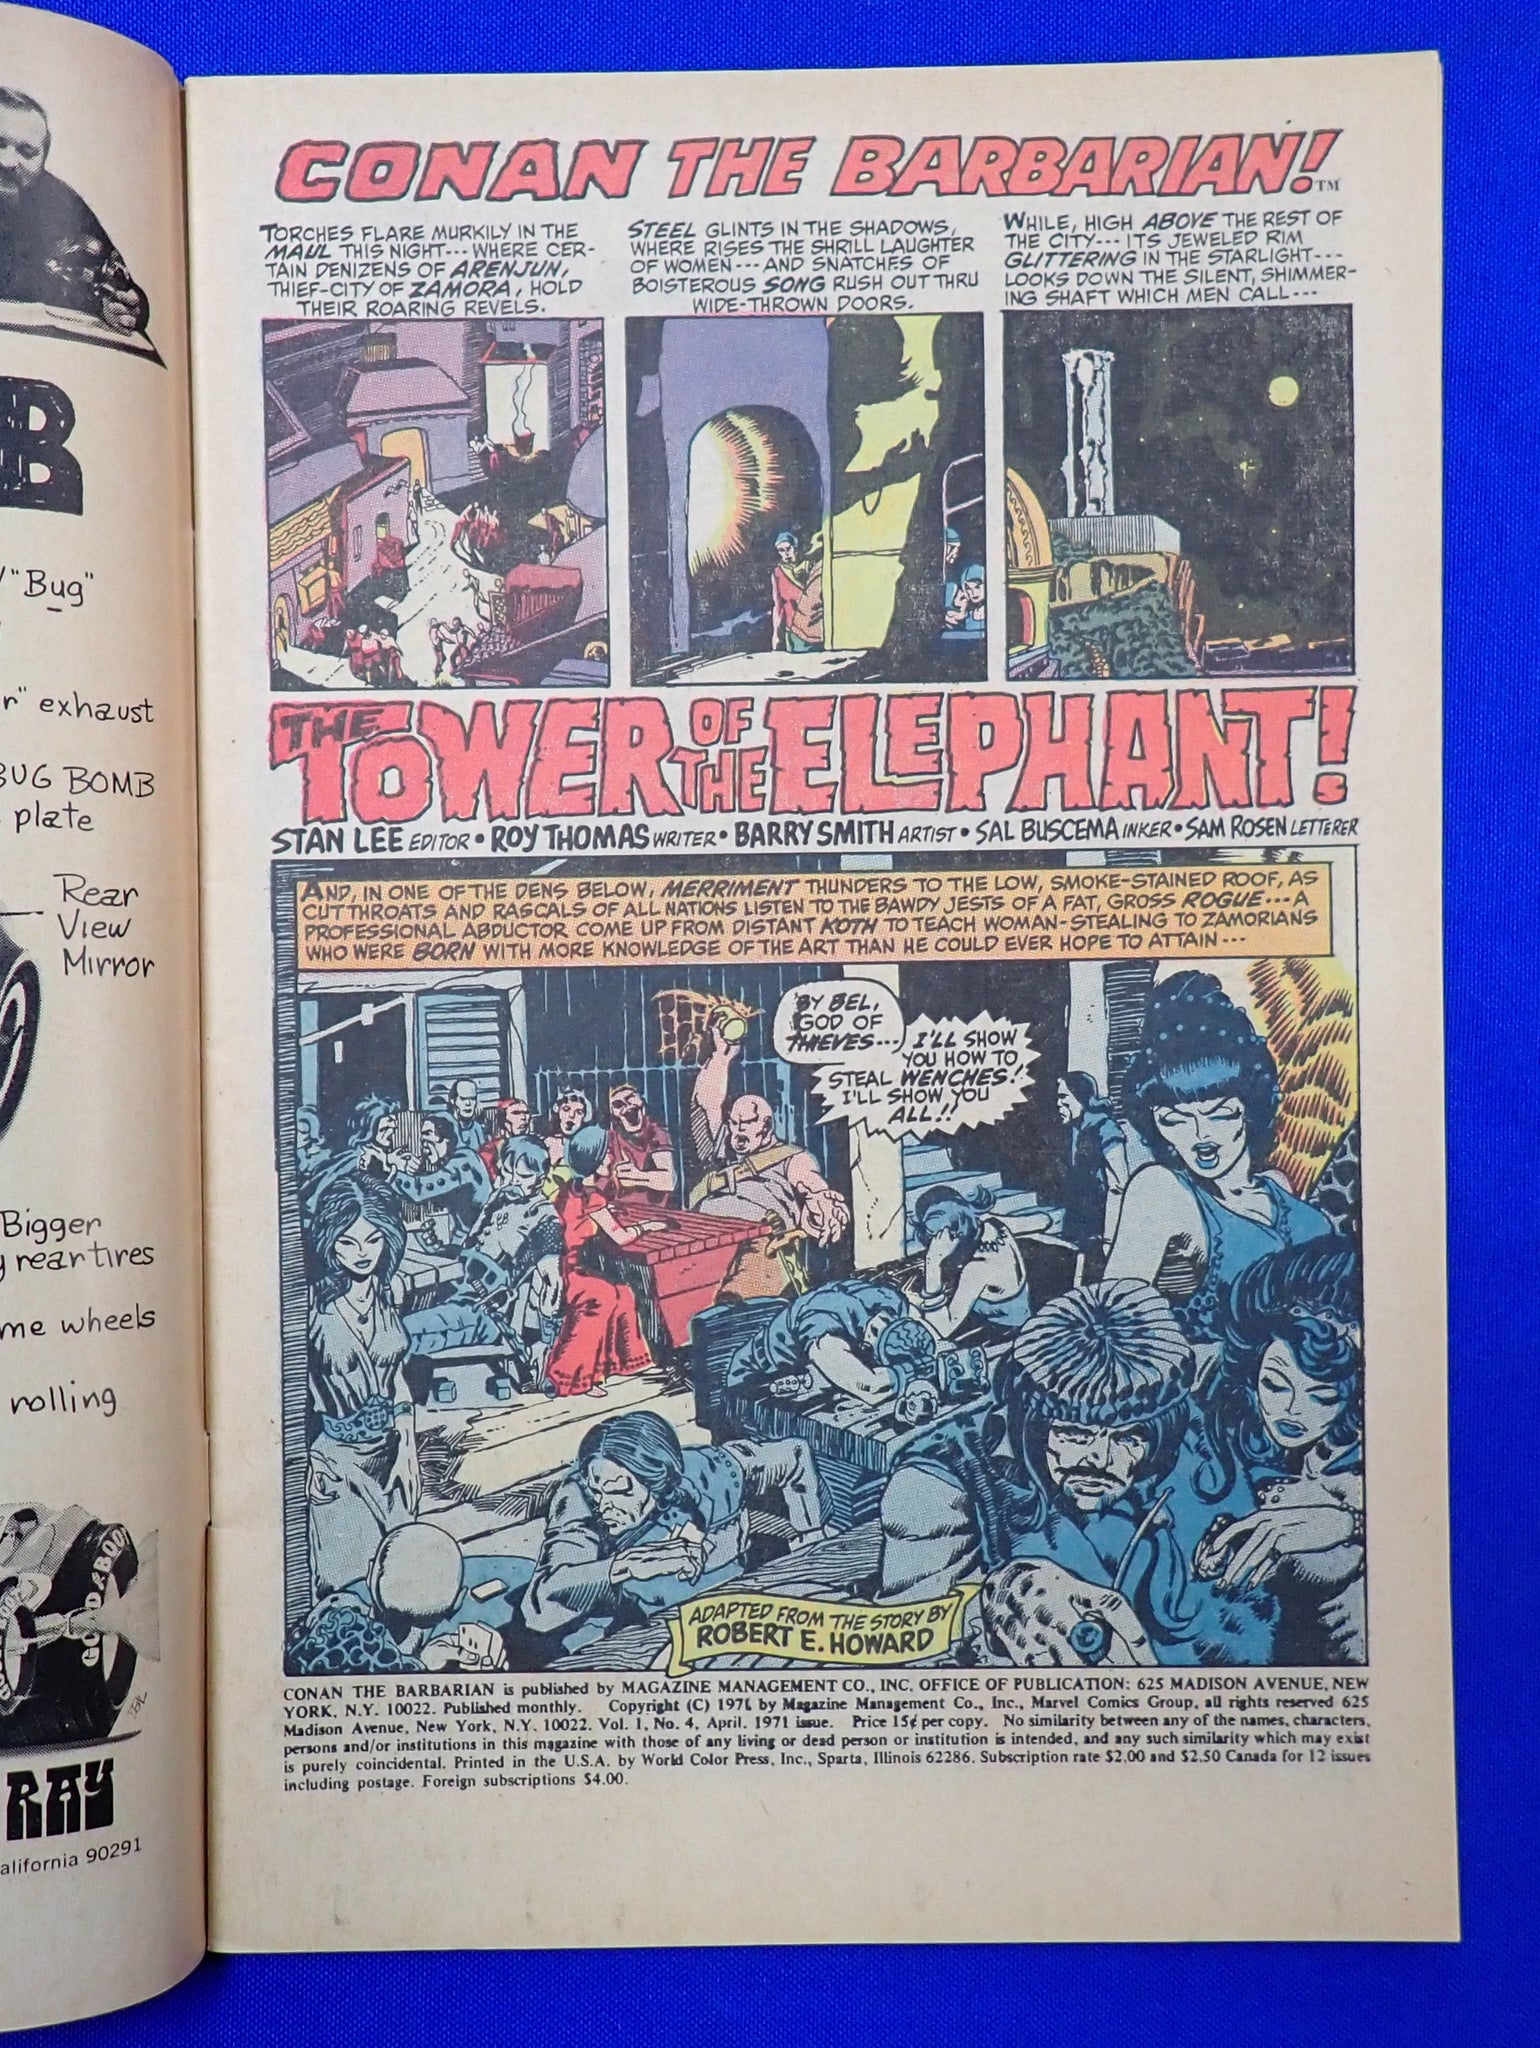 B
"Bug"
exhaust
BUG BOMB
plate
Rear
View
Mirror
Bigger
rear tires
wheels
rolling
RAY
California 90291
CONAN THE BARBARIAN!™
TORCHES FLARE MURKILY IN THE
MAUL THIS NIGHT--- WHERE CER-
TAIN DENIZENS OF ARENJUN,
THIEF-CITY OF ZAMORA, HOLD
THEIR ROARING REVELS.
STEEL GLINTS IN THE SHADOWS,
WHERE RISES THE SHRILL LAUGHTER
OF WOMEN--- AND SNATCHES OF
BOISTEROUS SONG RUSH OUT THRU
WIDE-THROWN DOORS.
WHILE, HIGH ABOVE THE REST OF
THE CITY--- ITS JEWELED RIM
GLITTERING IN THE STARLIGHT---
LOOKS DOWN THE SILENT, SHIMMER-
ING SHAFT WHICH MEN CALL---
THE TOWER OF THE ELEPHANT!
STAN LEE EDITOR • ROY THOMAS WRITER • BARRY SMITH ARTIST • SAL BUSCEMA INKER • SAM ROSEN LETTERER
AND, IN ONE OF THE DENS BELOW, MERRIMENT THUNDERS TO THE LOW, SMOKE-STAINED ROOF, AS
CUTTHROATS AND RASCALS OF ALL NATIONS LISTEN TO THE BAWDY JESTS OF A FAT, GROSS ROGUE---A
PROFESSIONAL ABDUCTOR COME UP FROM DISTANT KOTH TO TEACH WOMAN-STEALING TO ZAMORIANS
WHO WERE BORN WITH MORE KNOWLEDGE OF THE ART THAN HE COULD EVER HOPE TO ATTAIN---
BY BEL,
GOD OF
THIEVES---
I'LL SHOW
YOU HOW TO
STEAL WENCHES!
I'LL SHOW YOU
ALL!!
ADAPTED FROM THE STORY BY
ROBERT E. HOWARD
CONAN THE BARBARIAN is published by MAGAZINE MANAGEMENT CO., INC. OFFICE OF PUBLICATION: 625 MADISON AVENUE, NEW
YORK, N.Y. 10022. Published monthly. Copyright (C) 1971 by Magazine Management Co., Inc., Marvel Comics Group, all rights reserved 625
Madison Avenue, New York, N.Y. 10022. Vol. 1, No. 4, April. 1971 issue. Price 15¢ per copy. No similarity between any of the names, characters,
persons and/or institutions in this magazine with those of any living or dead person or institution is intended, and any such similarity which may exist
is purely coincidental. Printed in the U.S.A. by World Color Press, Inc., Sparta, Illinois 62286. Subscription rate $2.00 and $2.50 Canada for 12 issues
including postage. Foreign subscriptions $4.00.